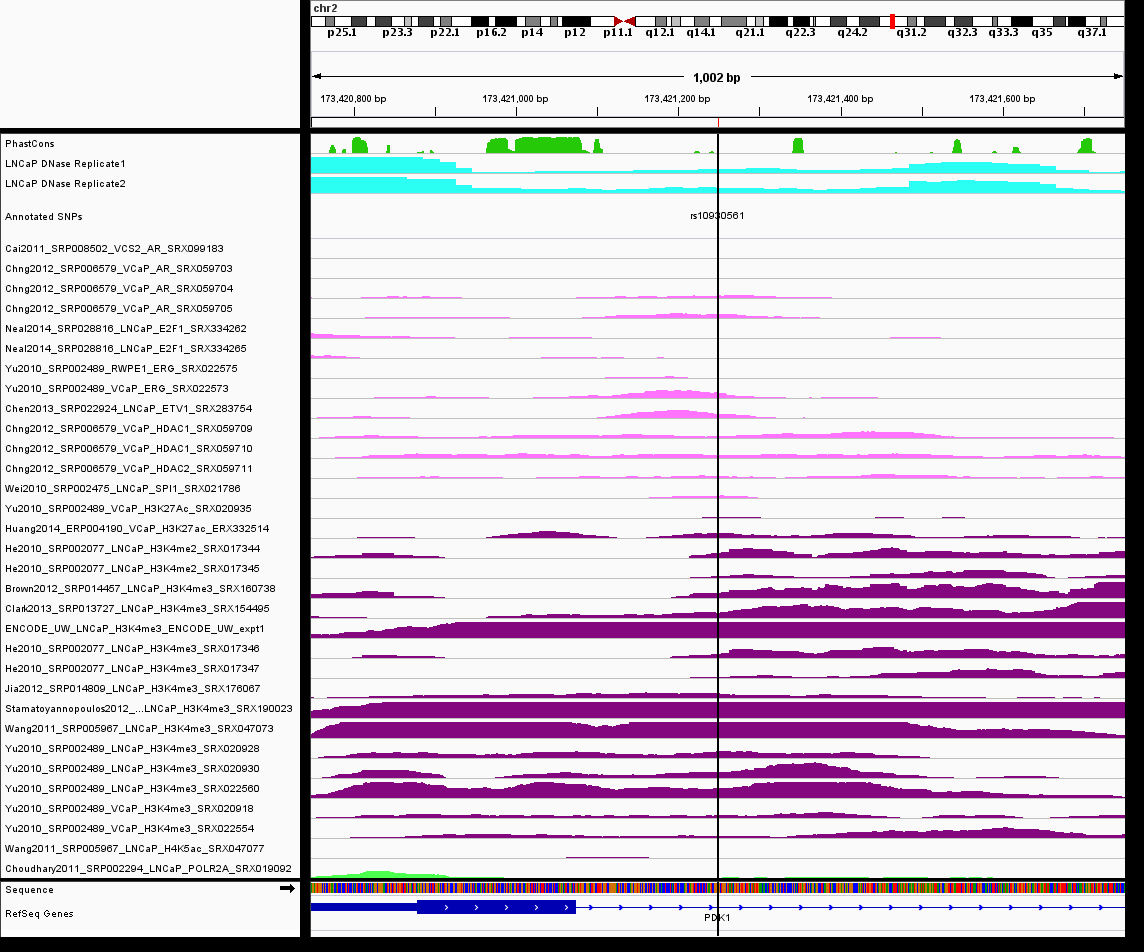 chr2
p25.1 p23.3 p22.1 p16.2 p14 p12 p11.1 q12.1 q14.1 q21.1 q22.3 q24.2 q31.2 q32.3 q33.3 q35 q37.1
1,002 bp
173,420,800 bp 173,421,000 bp 173,421,200 bp 173,421,400 bp 173,421,600 bp
PhastCons
LNCaP DNase Replicate1
LNCaP DNase Replicate2
Annotated SNPs rs10930561
Cai2011_SRP008502_VCS2_AR_SRX099183
Chng2012_SRP006579_VCaP_AR_SRX059703
Chng2012_SRP006579_VCaP_AR_SRX059704
Chng2012_SRP006579_VCaP_AR_SRX059705
Neal2014_SRP028816_LNCaP_E2F1_SRX334262
Neal2014_SRP028816_LNCaP_E2F1_SRX334265
Yu2010_SRP002489_RWPE1_ERG_SRX022575
Yu2010_SRP002489_VCaP_ERG_SRX022573
Chen2013_SRP022924_LNCaP_ETV1_SRX283754
Chng2012_SRP006579_VCaP_HDAC1_SRX059709
Chng2012_SRP006579_VCaP_HDAC1_SRX059710
Chng2012_SRP006579_VCaP_HDAC2_SRX059711
Wei2010_SRP002475_LNCaP_SPI1_SRX021786
Yu2010_SRP002489_VCaP_H3K27Ac_SRX020935
Huang2014_ERP004190_VCaP_H3K27ac_ERX332514
He2010_SRP002077_LNCaP_H3K4me2_SRX017344
He2010_SRP002077_LNCaP_H3K4me2_SRX017345
Brown2012_SRP014457_LNCaP_H3K4me3_SRX160738
Clark2013_SRP013727_LNCaP_H3K4me3_SRX154495
ENCODE_UW_LNCaP_H3K4me3_ENCODE_UW_expt1
He2010_SRP002077_LNCaP_H3K4me3_SRX017346
He2010_SRP002077_LNCaP_H3K4me3_SRX017347
Jia2012_SRP014809_LNCaP_H3K4me3_SRX176067
Stamatoyannopoulos2012_...LNCaP_H3K4me3_SRX190023
Wang2011_SRP005967_LNCaP_H3K4me3_SRX047073
Yu2010_SRP002489_LNCaP_H3K4me3_SRX020928
Yu2010_SRP002489_LNCaP_H3K4me3_SRX020930
Yu2010_SRP002489_LNCaP_H3K4me3_SRX022560
Yu2010_SRP002489_VCaP_H3K4me3_SRX020918
Yu2010_SRP002489_VCaP_H3K4me3_SRX022554
Wang2011_SRP005967_LNCaP_H4K5ac_SRX047077
Choudhary2011_SRP002294_LNCaP_POLR2A_SRX019092
Sequence
RefSeq Genes
PDK1